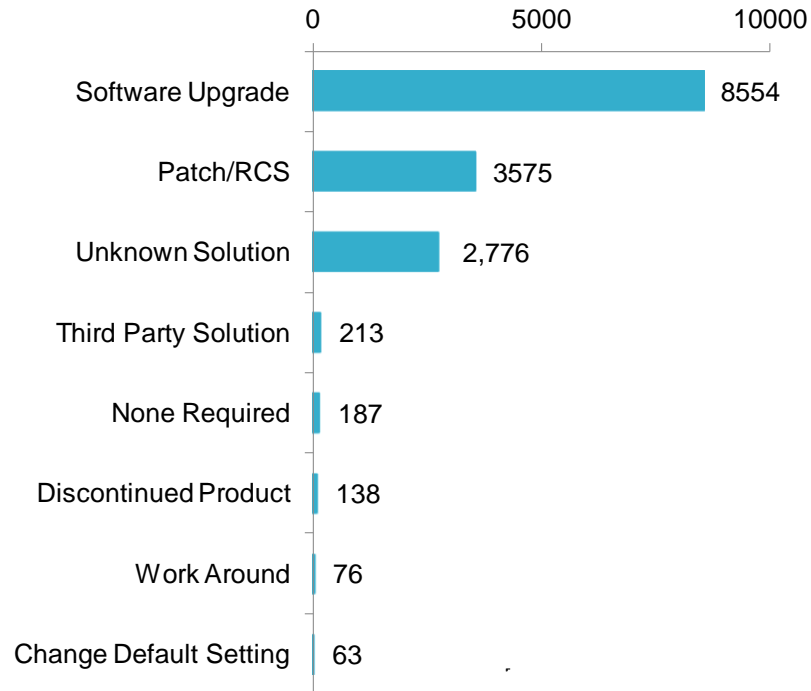 0 5000 10000
Software Upgrade 8554
Patch/RCS 3575
Unknown Solution 2,776
Third Party Solution 213
None Required 187
Discontinued Product 138
Work Around 76
Change Default Setting 63